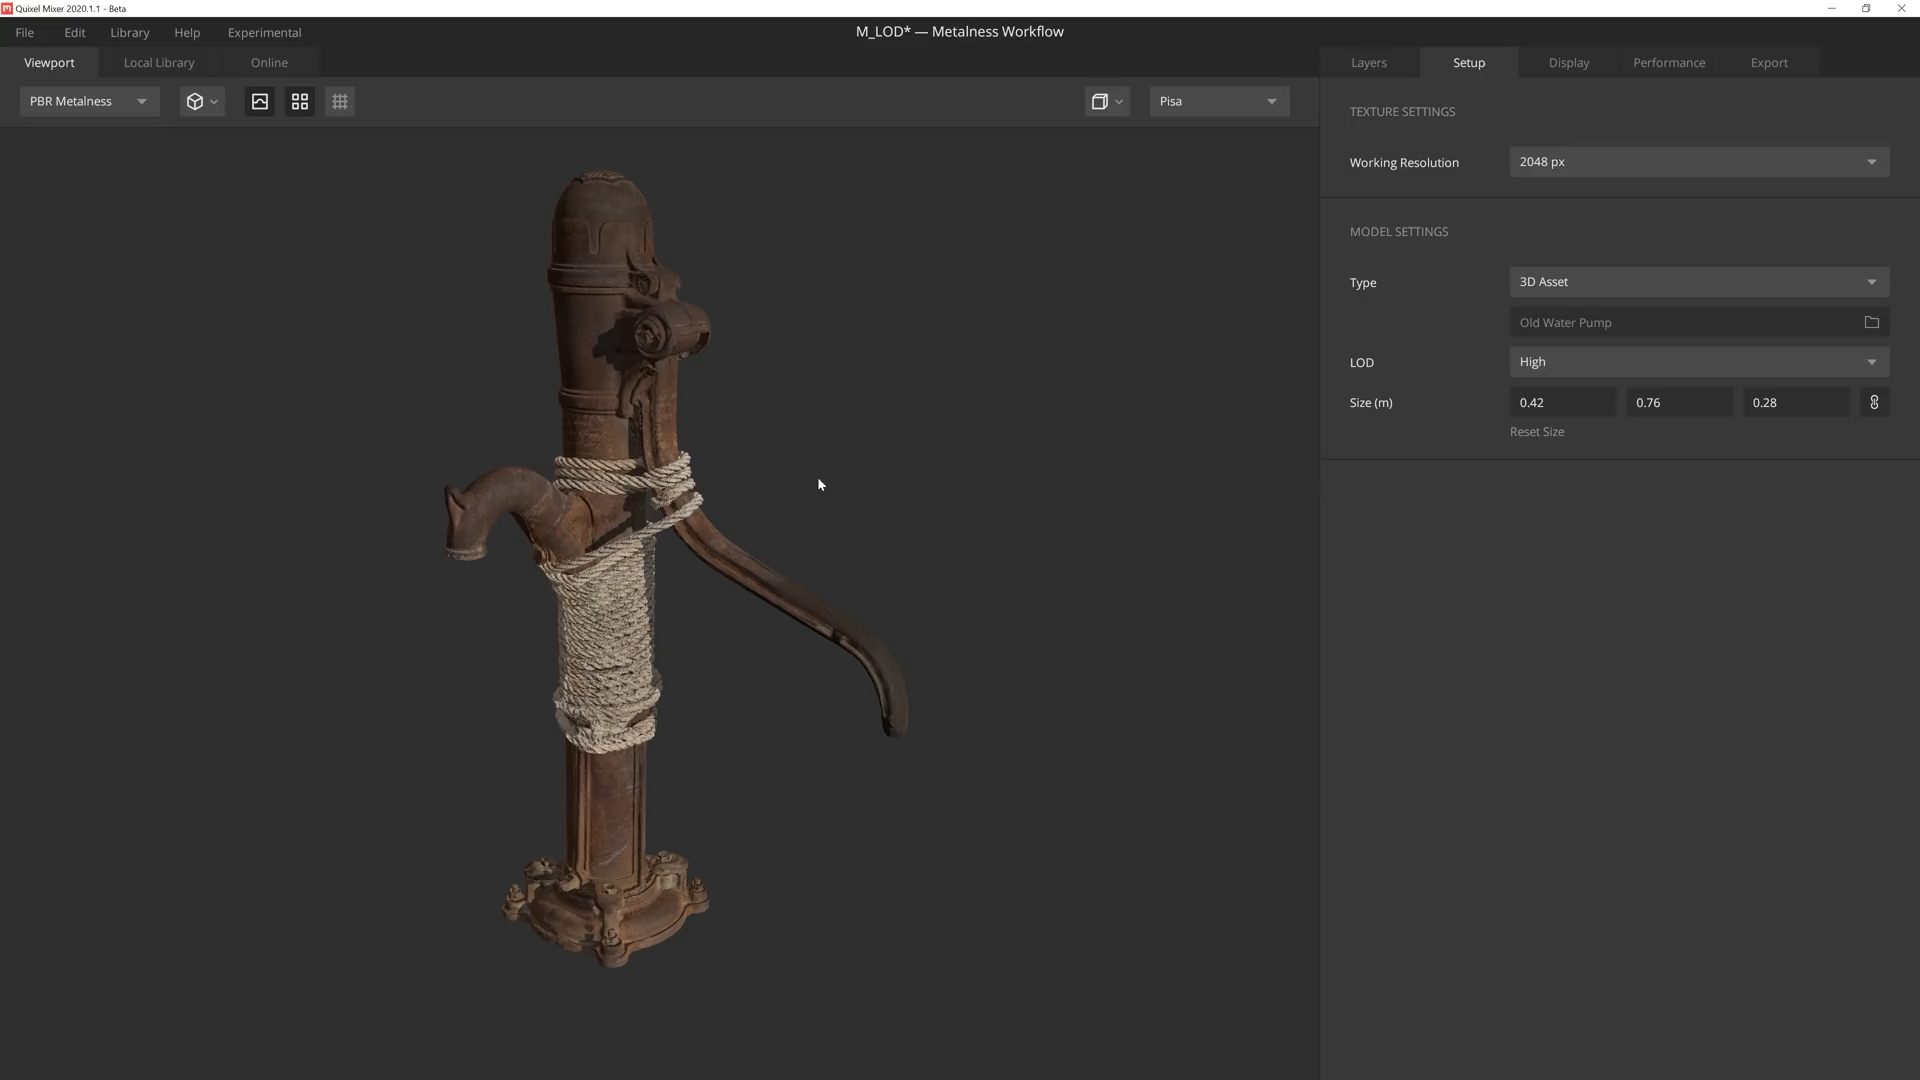 Quixel Mixer 2020.1.1 - Beta
File Edit Library Help Experimental
M_LOD* — Metalness Workflow
Viewport Local Library Online
Layers Setup Display Performance Export
PBR Metalness
Pisa
TEXTURE SETTINGS
Working Resolution 2048 px
MODEL SETTINGS
Type 3D Asset
Old Water Pump
LOD High
Size (m) 0.42 0.76 0.28
Reset Size